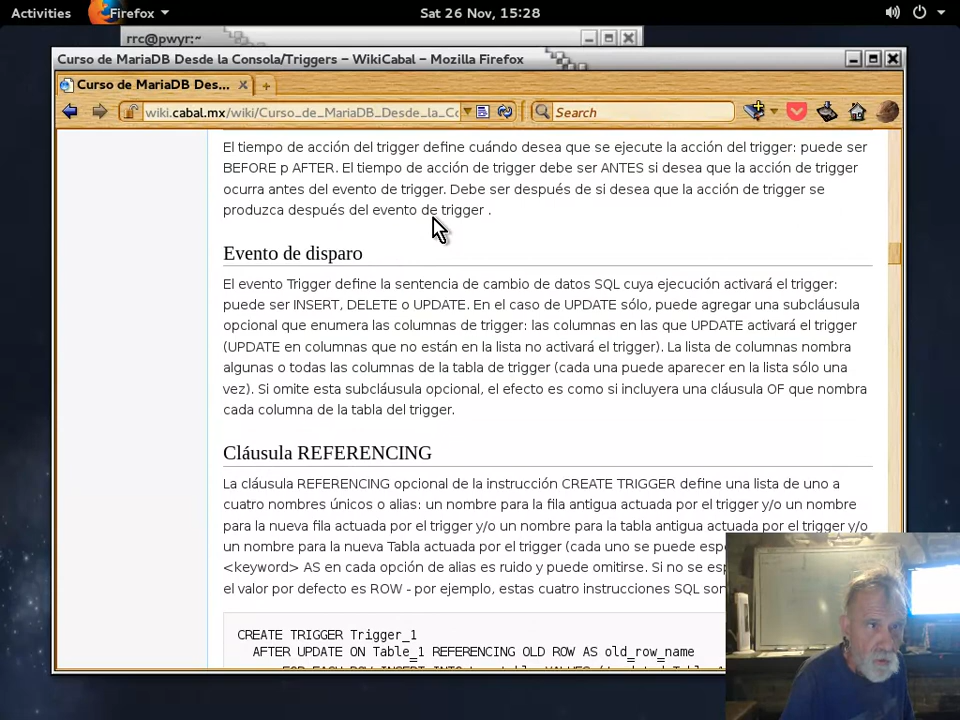 Activities Firefox Sat 26 Nov, 15:28
rrc@pwyr:~
Curso de MariaDB Desde la Consola/Triggers – WikiCabal – Mozilla Firefox
Curso de MariaDB Des...
wiki.cabal.mx/wiki/Curso_de_MariaDB_Desde_la_Co Search
El tiempo de acción del trigger define cuándo desea que se ejecute la acción del trigger: puede ser
BEFORE p AFTER. El tiempo de acción de trigger debe ser ANTES si desea que la acción de trigger
ocurra antes del evento de trigger. Debe ser después de si desea que la acción de trigger se
produzca después del evento de trigger .
Evento de disparo
El evento Trigger define la sentencia de cambio de datos SQL cuya ejecución activará el trigger:
puede ser INSERT, DELETE o UPDATE. En el caso de UPDATE sólo, puede agregar una subcláusula
opcional que enumera las columnas de trigger: las columnas en las que UPDATE activará el trigger
(UPDATE en columnas que no están en la lista no activará el trigger). La lista de columnas nombra
algunas o todas las columnas de la tabla de trigger (cada una puede aparecer en la lista sólo una
vez). Si omite esta subcláusula opcional, el efecto es como si incluyera una cláusula OF que nombra
cada columna de la tabla del trigger.
Cláusula REFERENCING
La cláusula REFERENCING opcional de la instrucción CREATE TRIGGER define una lista de uno a
cuatro nombres únicos o alias: un nombre para la fila antigua actuada por el trigger y/o un nombre
para la nueva fila actuada por el trigger y/o un nombre para la tabla antigua actuada por el trigger y/o
un nombre para la nueva Tabla actuada por el trigger (cada uno se puede espe
<keyword> AS en cada opción de alias es ruido y puede omitirse. Si no se esp
el valor por defecto es ROW - por ejemplo, estas cuatro instrucciones SQL son
CREATE TRIGGER Trigger_1
AFTER UPDATE ON Table_1 REFERENCING OLD ROW AS old_row_name